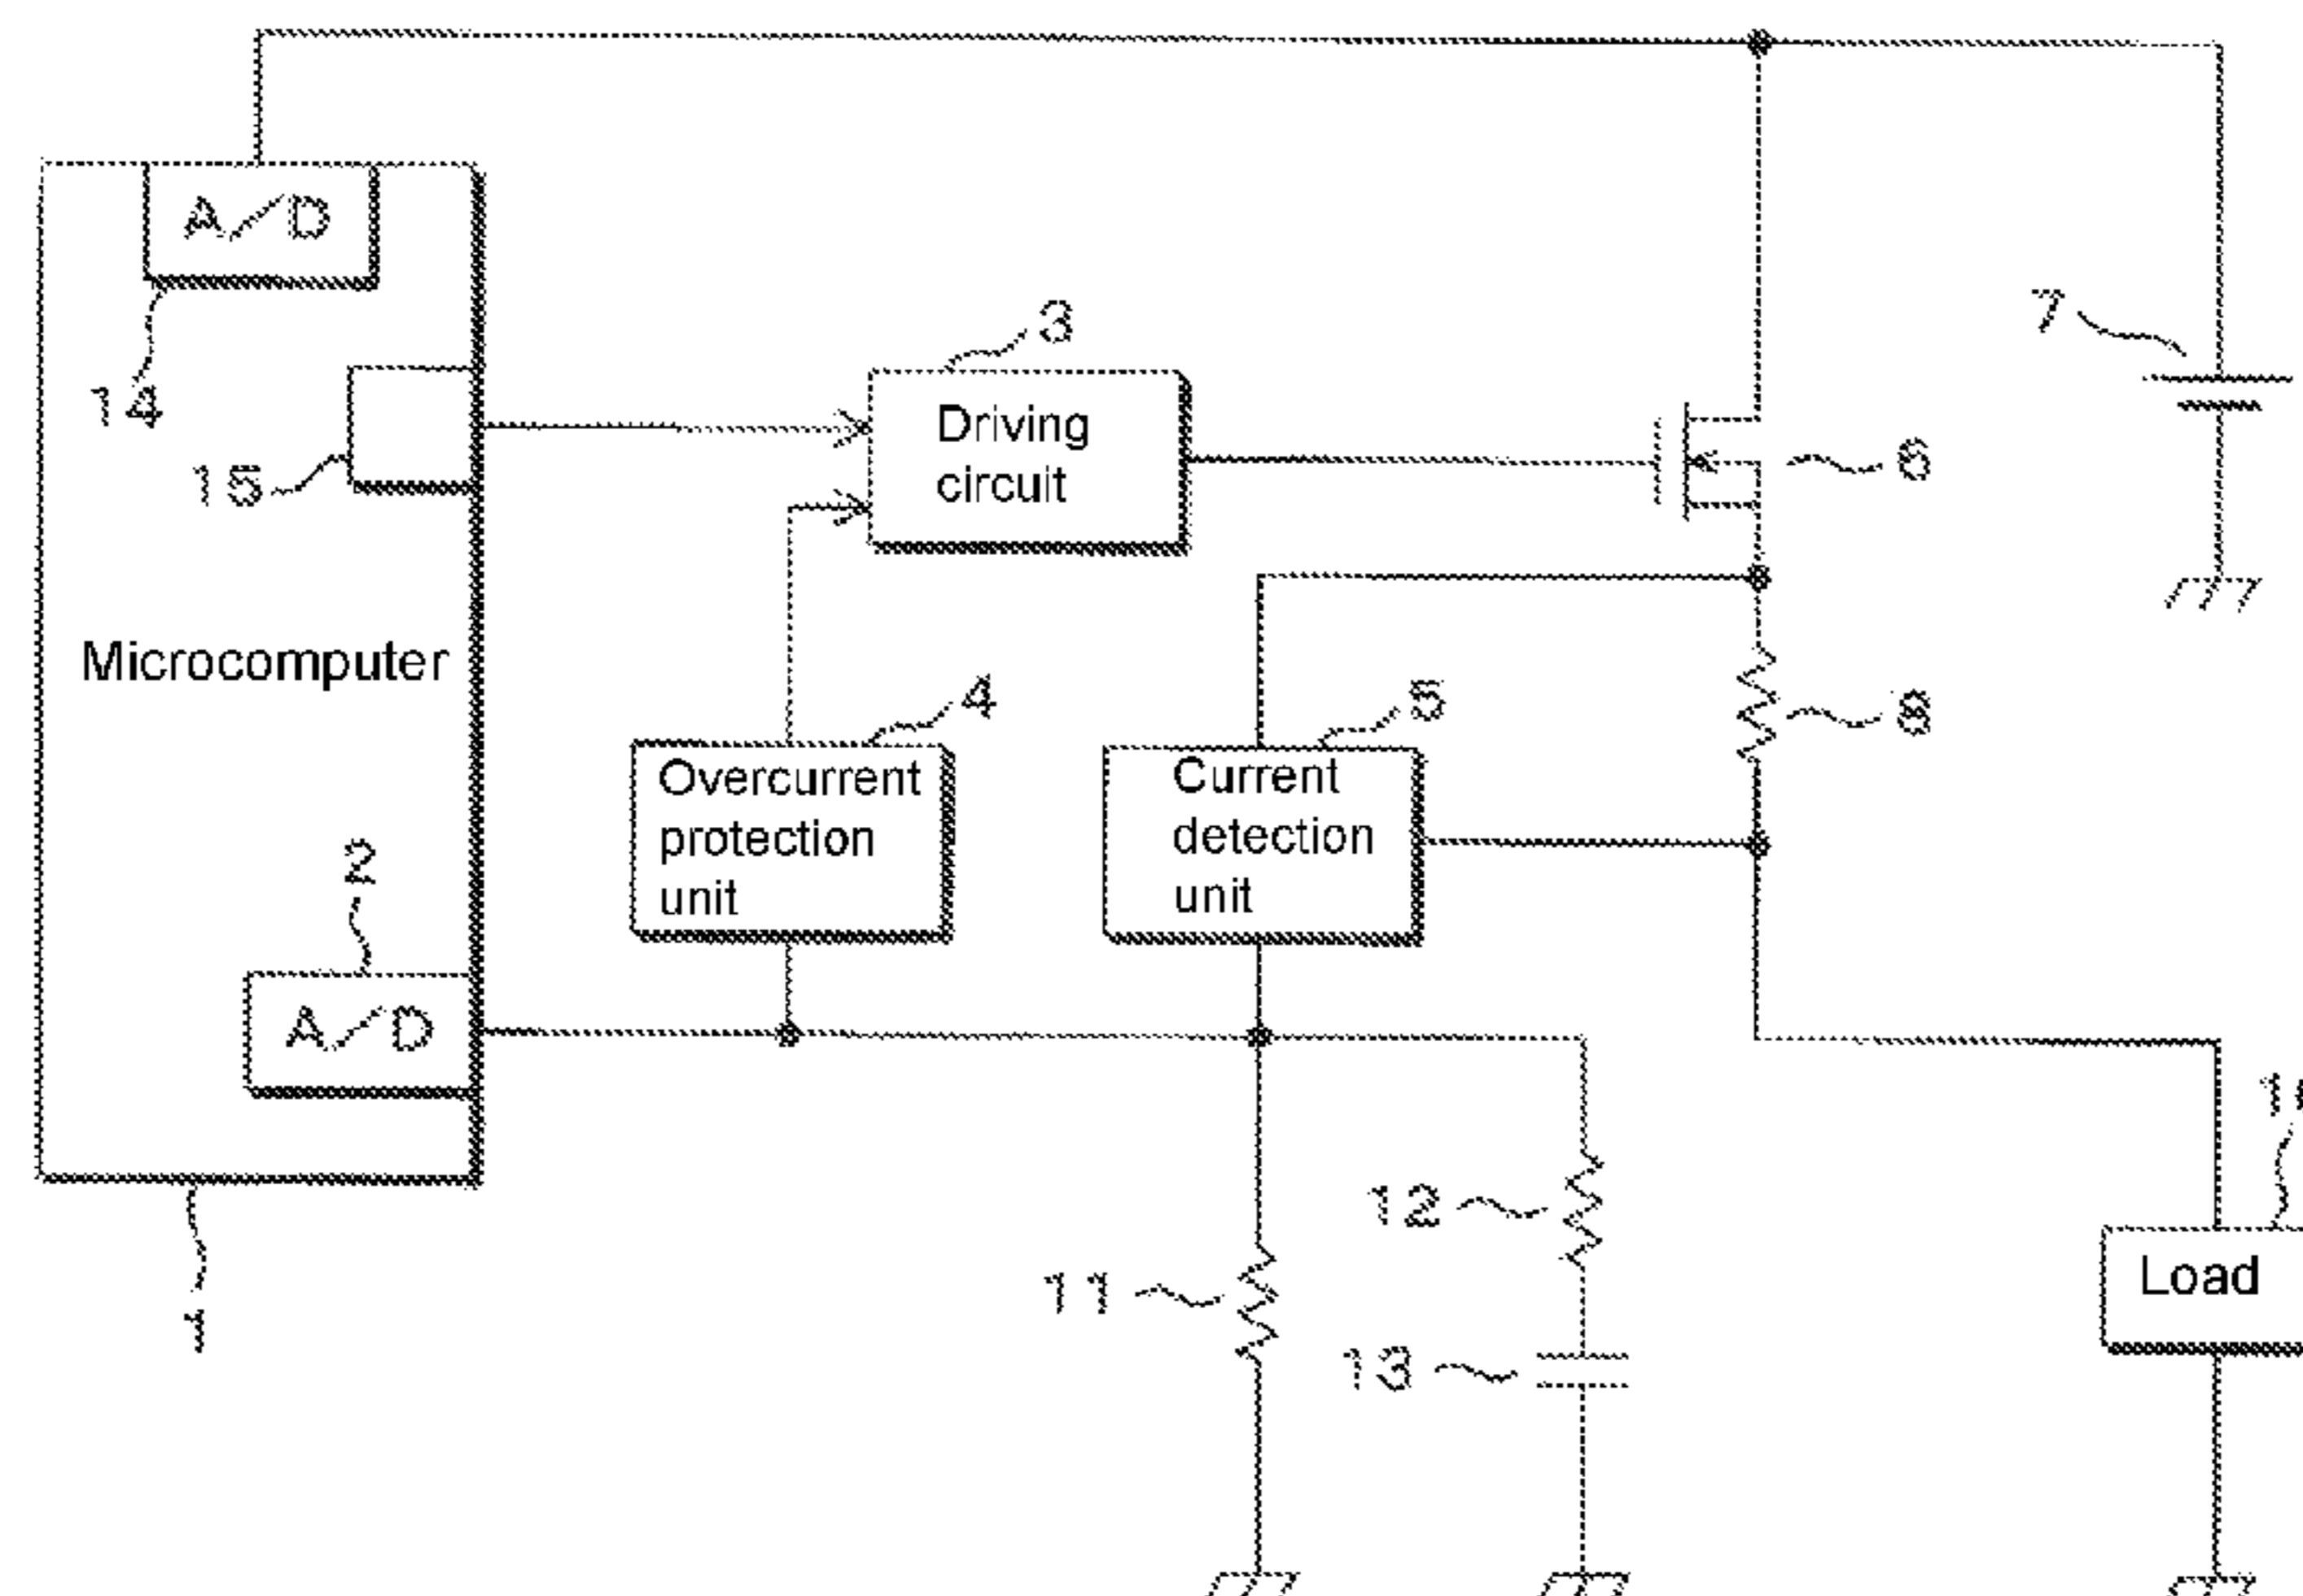 A/D
14
3
7
Driving
circuit
15
6
Microcomputer
4
5
8
Overcurrent
protection
unit
Current
detection
unit
2
A/D
12
11
Load
13
1